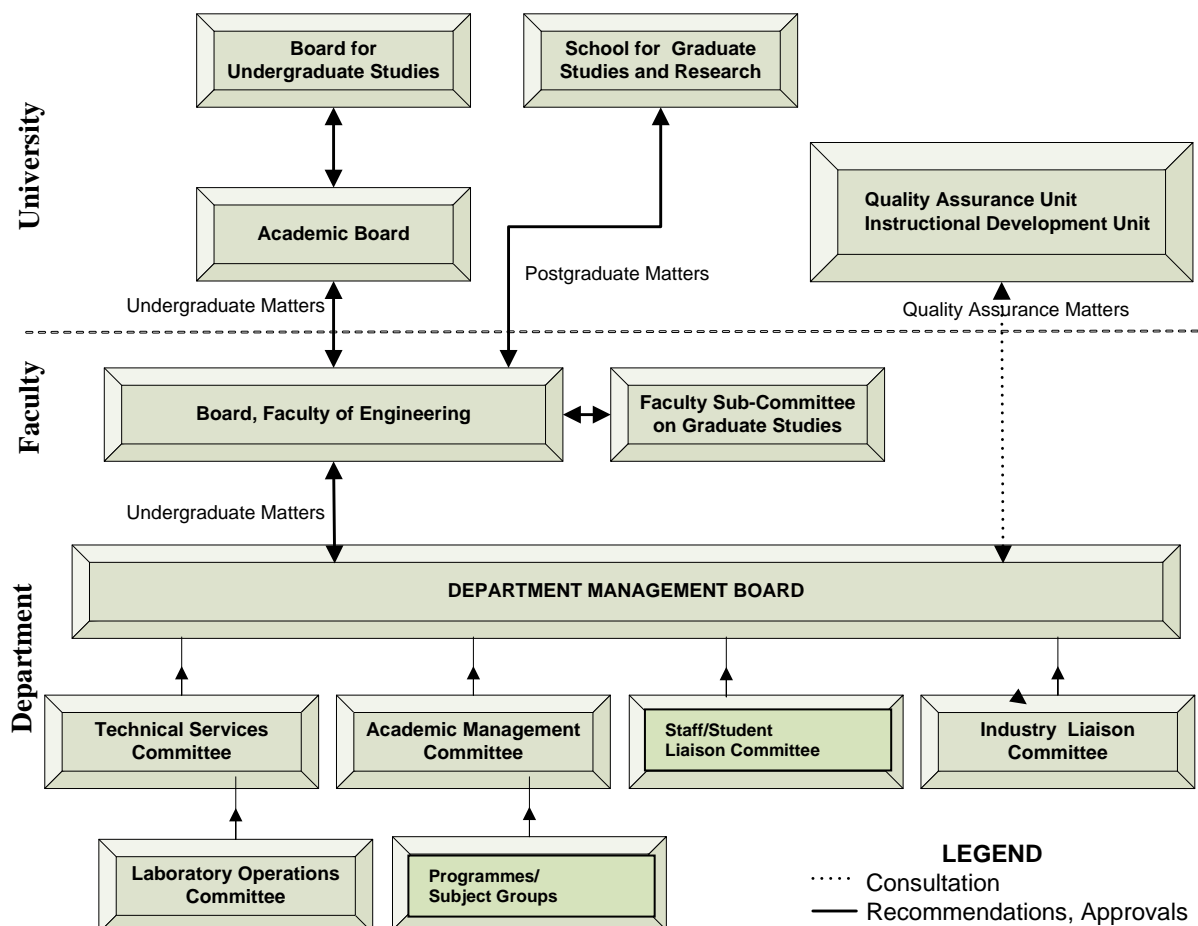 University
Board for
Undergraduate Studies
School for Graduate
Studies and Research
Academic Board
Quality Assurance Unit
Instructional Development Unit
Undergraduate Matters
Postgraduate Matters
Quality Assurance Matters
Faculty
Board, Faculty of Engineering
Faculty Sub-Committee
on Graduate Studies
Undergraduate Matters
Department
DEPARTMENT MANAGEMENT BOARD
Technical Services
Committee
Academic Management
Committee
Staff/Student
Liaison Committee
Industry Liaison
Committee
Laboratory Operations
Committee
Programmes/
Subject Groups
LEGEND
Consultation
Recommendations, Approvals